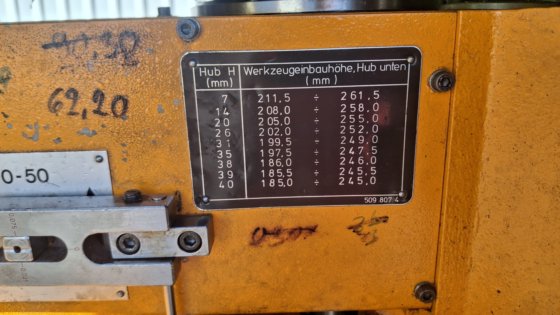 62,20
0-50
Hub H Werkzeugeinbauhöhe, Hub unten
(mm) (mm)
7 211,5 ÷ 261,5
14 208,0 ÷ 258,0
20 205,0 ÷ 255,0
26 202,0 ÷ 252,0
31 199,5 ÷ 249,0
35 197,5 ÷ 247,5
38 186,0 ÷ 246,0
39 185,5 ÷ 245,5
40 185,0 ÷ 245,0
509 807 4